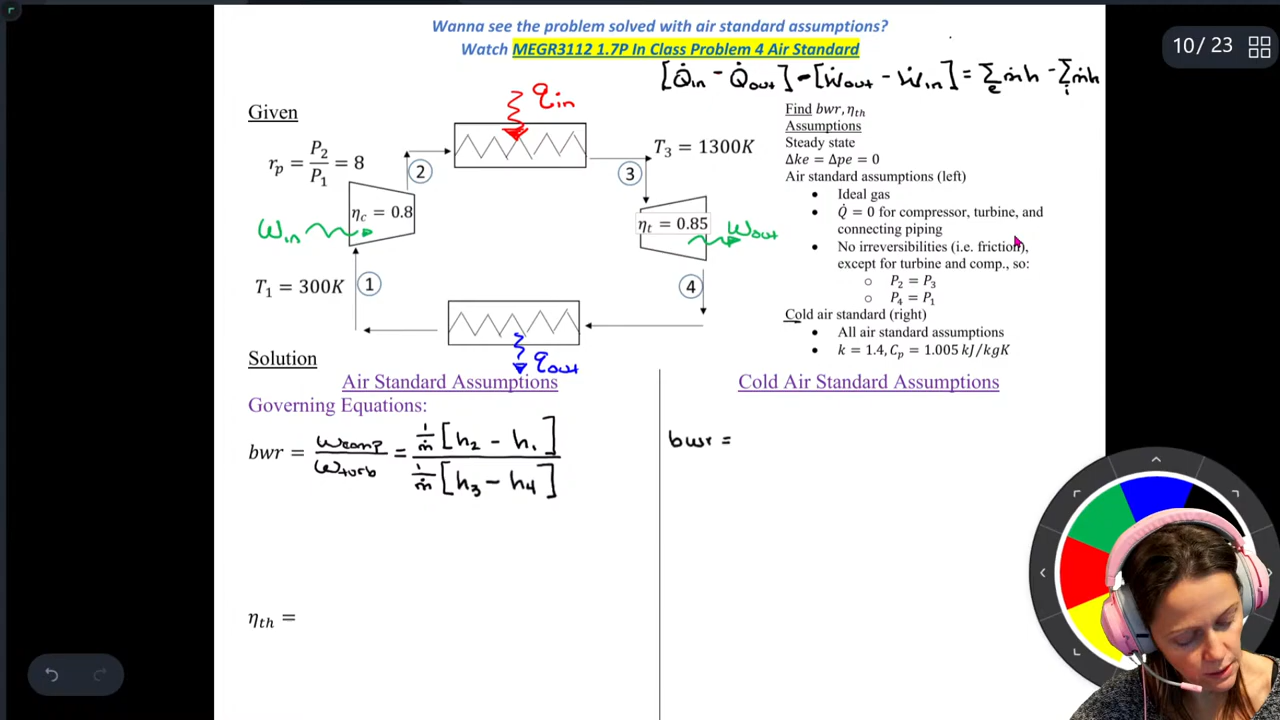 Wanna see the problem solved with air standard assumptions?
Watch MEGR3112 1.7P In Class Problem 4 Air Standard
10 / 23
[Q̇in - Q̇out] - [Ẇout - Ẇin] = Σe ṁh - Σi ṁh
Given
rp = P2/P1 = 8
qin
T3 = 1300K
2
3
ηc = 0.8
ηt = 0.85
win
wout
T1 = 300K
1
4
qout
Find bwr, ηth
Assumptions
Steady state
Δke = Δpe = 0
Air standard assumptions (left)
• Ideal gas
• Q̇ = 0 for compressor, turbine, and
connecting piping
• No irreversibilities (i.e. friction),
except for turbine and comp., so:
o P2 = P3
o P4 = P1
Cold air standard (right)
• All air standard assumptions
• k = 1.4, Cp = 1.005 kJ//kgK
Solution
Air Standard Assumptions
Governing Equations:
bwr = wcomp/wturb = 1/ṁ [h2 - h1] / 1/ṁ [h3 - h4]
ηth =
Cold Air Standard Assumptions
bwr =